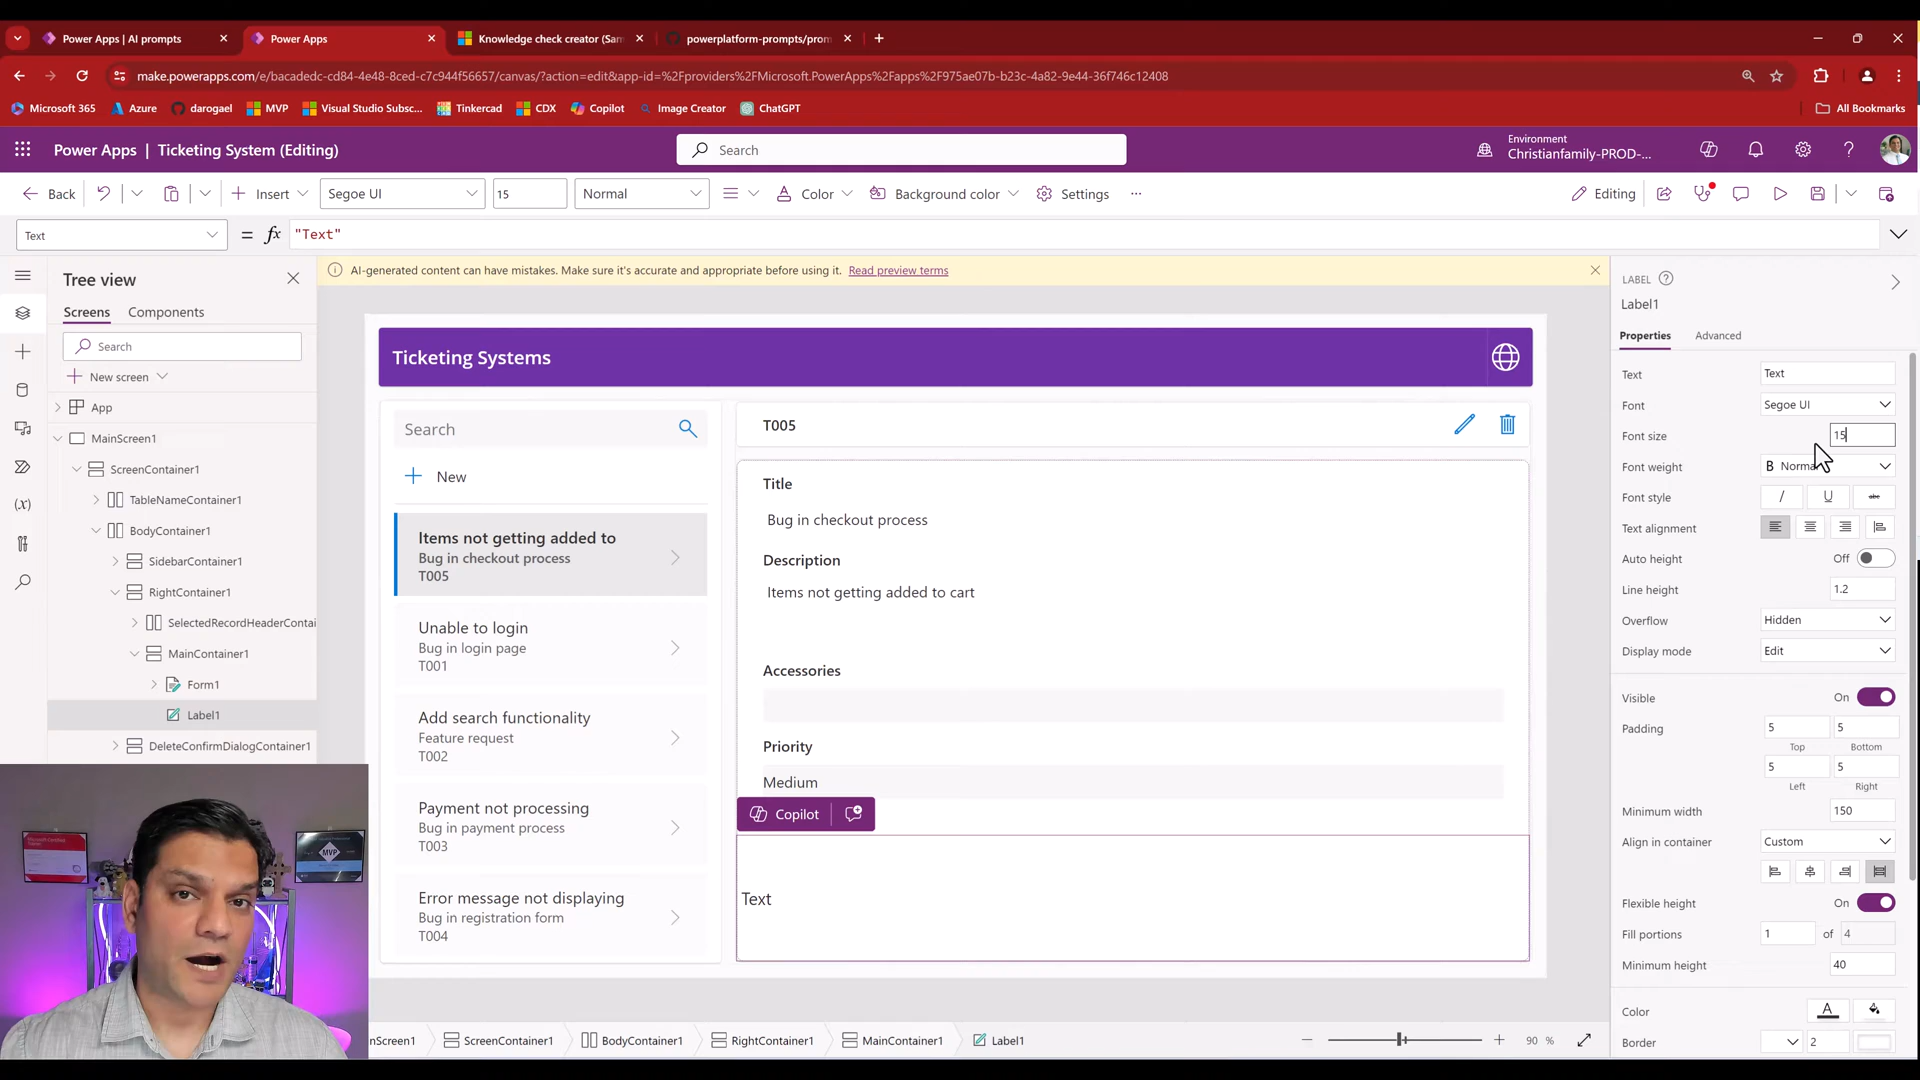 Power Apps | AI prompts
Power Apps
Knowledge check creator (Sam
powerplatform-prompts/prom
make.powerapps.com/e/bacadedc-cd84-4e48-8ced-c7c944f56657/canvas/?action=edit&app-id=%2Fproviders%2FMicrosoft.PowerApps%2Fapps%2F975ae07b-b23c-4a82-9e44-36f746c12408
Microsoft 365
Azure
darogael
MVP
Visual Studio Subsc...
Tinkercad
CDX
Copilot
Image Creator
ChatGPT
All Bookmarks
Power Apps | Ticketing System (Editing)
Search
Environment
Christianfamily-PROD-...
Back
Insert
Segoe UI
15
Normal
Color
Background color
Settings
Editing
Text
= fx
"Text"
Tree view
Screens
Components
Search
New screen
App
MainScreen1
ScreenContainer1
TableNameContainer1
BodyContainer1
SidebarContainer1
RightContainer1
SelectedRecordHeaderContai
MainContainer1
Form1
Label1
DeleteConfirmDialogContainer1
AI-generated content can have mistakes. Make sure it's accurate and appropriate before using it. Read preview terms
Ticketing Systems
Search
New
Items not getting added to
Bug in checkout process
T005
Unable to login
Bug in login page
T001
Add search functionality
Feature request
T002
Payment not processing
Bug in payment process
T003
Error message not displaying
Bug in registration form
T004
T005
Title
Bug in checkout process
Description
Items not getting added to cart
Accessories
Priority
Medium
Copilot
Text
LABEL
Label1
Properties
Advanced
Text
Text
Font
Segoe UI
Font size
15
Font weight
B Norma
Font style
/ U abc
Text alignment
Auto height
Off
Line height
1.2
Overflow
Hidden
Display mode
Edit
Visible
On
Padding
5 5
Top Bottom
5 5
Left Right
Minimum width
150
Align in container
Custom
Flexible height
On
Fill portions
1 of 4
Minimum height
40
Color
A
Border
2
nScreen1
ScreenContainer1
BodyContainer1
RightContainer1
MainContainer1
Label1
90 %
MVP